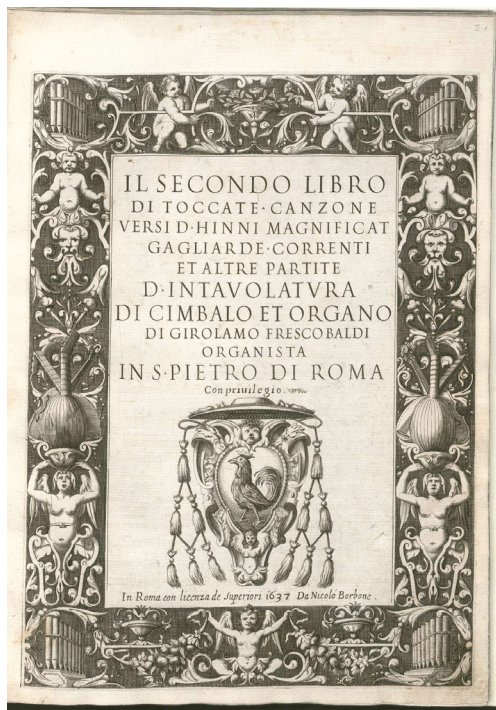 IL SECONDO LIBRO
DI TOCCATE·CANZONE
VERSI D·HINNI MAGNIFICAT
GAGLIARDE·CORRENTI
ET ALTRE PARTITE
D·INTAVOLATVRA
DI CIMBALO ET ORGANO
DI GIROLAMO FRESCOBALDI
ORGANISTA
IN S·PIETRO DI ROMA
Con priuilegio.
In Roma con licenza de Superiori 1637 Da Nicolo Borbone.